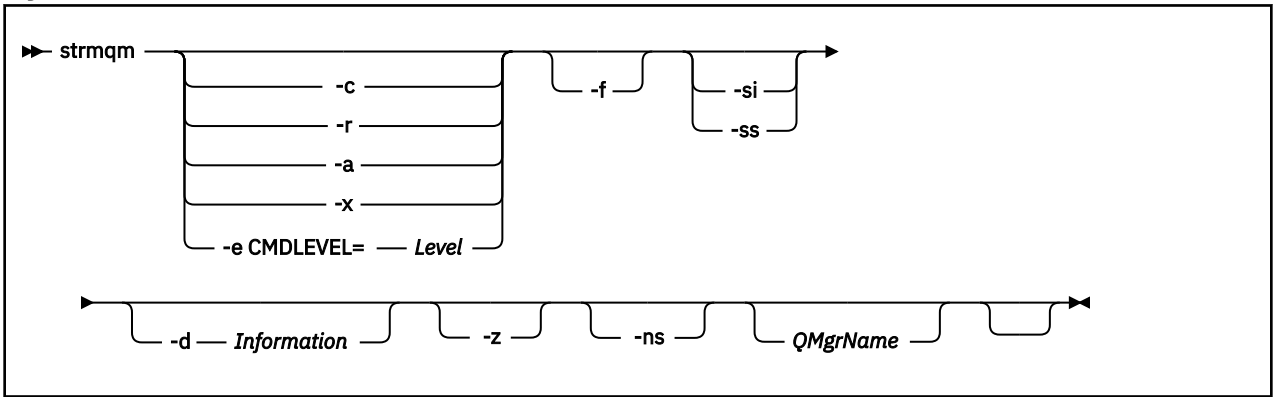 strmqm
-c
-r
-a
-x
-e CMDLEVEL= Level
-f
-si
-ss
-d Information
-z
-ns
QMgrName